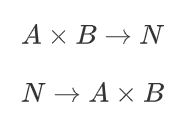 A × B → N
N → A × B